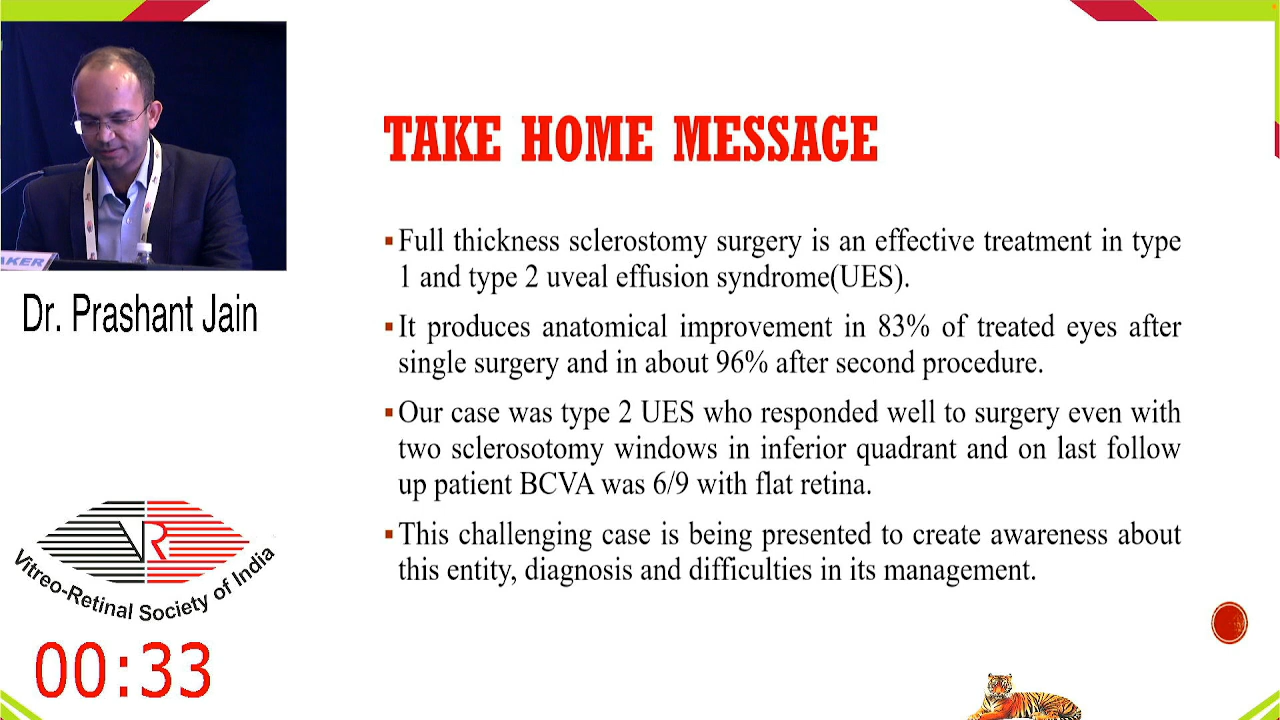 TAKE HOME MESSAGE
▪Full thickness sclerostomy surgery is an effective treatment in type
1 and type 2 uveal effusion syndrome(UES).
▪It produces anatomical improvement in 83% of treated eyes after
single surgery and in about 96% after second procedure.
▪Our case was type 2 UES who responded well to surgery even with
two sclerosotomy windows in inferior quadrant and on last follow
up patient BCVA was 6/9 with flat retina.
▪This challenging case is being presented to create awareness about
this entity, diagnosis and difficulties in its management.
AKER
Dr. Prashant Jain
VR
Vitreo-Retinal Society of India
00:33